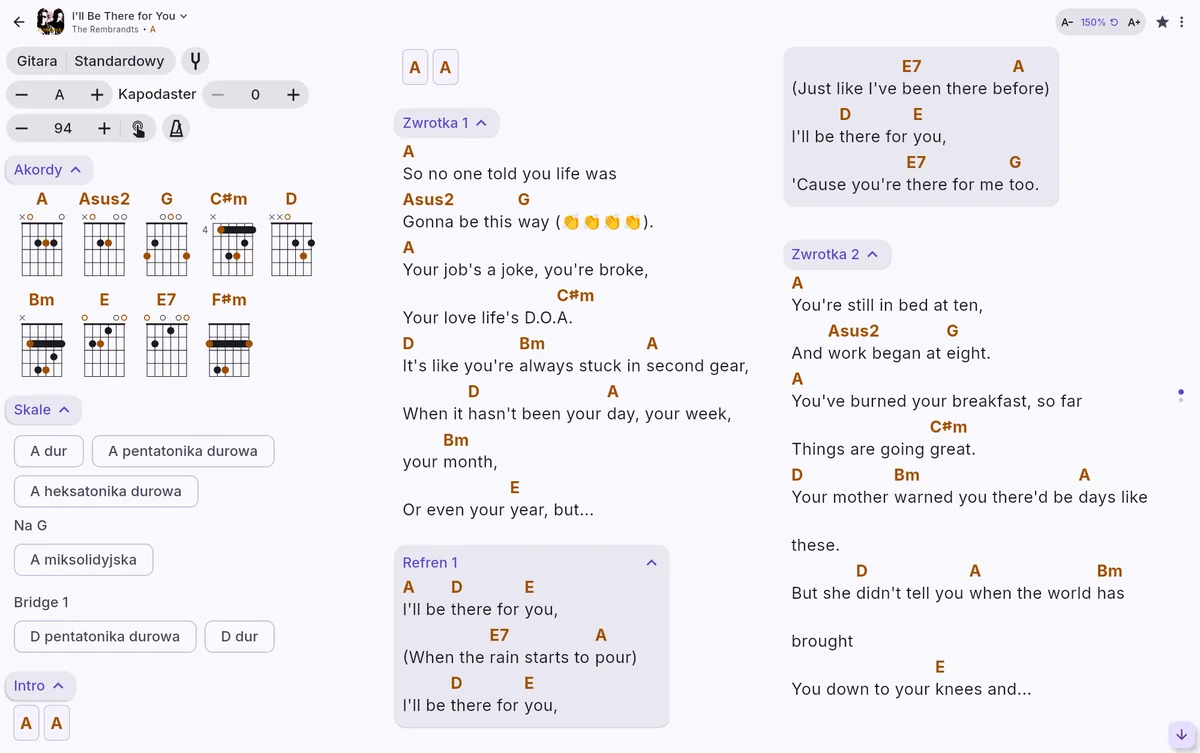 I'll Be There for You
The Rembrandts • A
A- 150% A+
Gitara Standardowy
− A + Kapodaster − 0 +
− 94 +
Akordy
A Asus2 G C#m D
×o o ×o oo ooo × ××o
4
Bm E E7 F#m
× o oo o o oo
Skale
A dur A pentatonika durowa
A heksatonika durowa
Na G
A miksolidyjska
Bridge 1
D pentatonika durowa D dur
Intro
A A
A A
Zwrotka 1
A
So no one told you life was
Asus2 G
Gonna be this way (👏👏👏👏).
A
Your job's a joke, you're broke,
C#m
Your love life's D.O.A.
D Bm A
It's like you're always stuck in second gear,
D A
When it hasn't been your day, your week,
Bm
your month,
E
Or even your year, but...
Refren 1
A D E
I'll be there for you,
E7 A
(When the rain starts to pour)
D E
I'll be there for you,
E7 A
(Just like I've been there before)
D E
I'll be there for you,
E7 G
'Cause you're there for me too.
Zwrotka 2
A
You're still in bed at ten,
Asus2 G
And work began at eight.
A
You've burned your breakfast, so far
C#m
Things are going great.
D Bm A
Your mother warned you there'd be days like
these.
D A Bm
But she didn't tell you when the world has
brought
E
You down to your knees and...